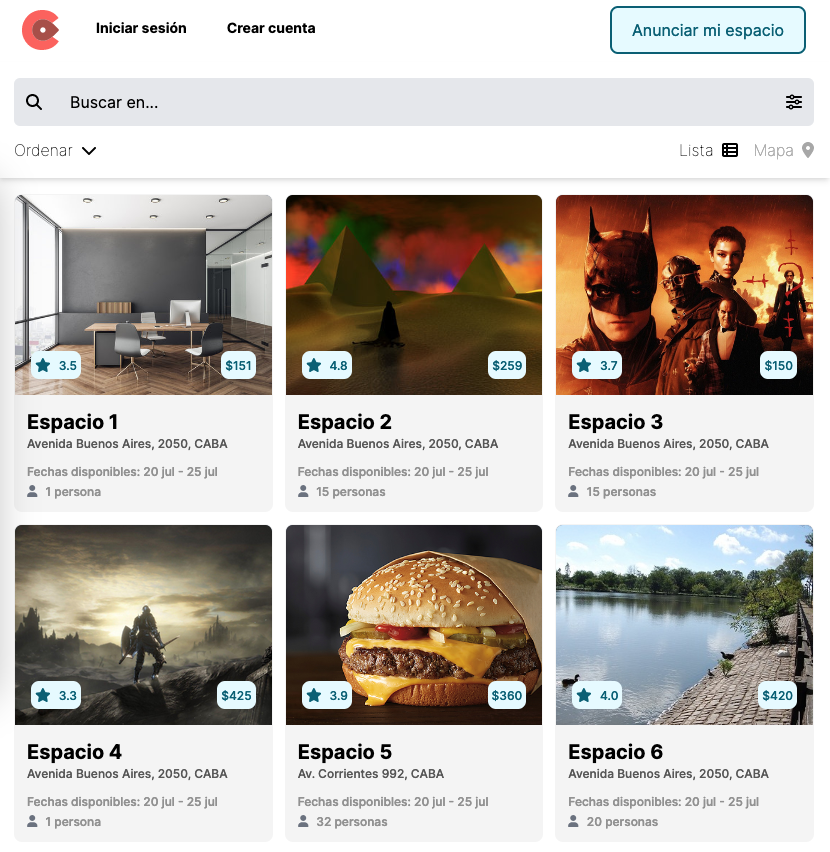 Iniciar sesión
Crear cuenta
Anunciar mi espacio
Buscar en...
Ordenar
Lista
Mapa
3.5
$151
Espacio 1
Avenida Buenos Aires, 2050, CABA
Fechas disponibles: 20 jul - 25 jul
1 persona
4.8
$259
Espacio 2
Avenida Buenos Aires, 2050, CABA
Fechas disponibles: 20 jul - 25 jul
15 personas
3.7
$150
Espacio 3
Avenida Buenos Aires, 2050, CABA
Fechas disponibles: 20 jul - 25 jul
15 personas
3.3
$425
Espacio 4
Avenida Buenos Aires, 2050, CABA
Fechas disponibles: 20 jul - 25 jul
1 persona
3.9
$360
Espacio 5
Av. Corrientes 992, CABA
Fechas disponibles: 20 jul - 25 jul
32 personas
4.0
$420
Espacio 6
Avenida Buenos Aires, 2050, CABA
Fechas disponibles: 20 jul - 25 jul
20 personas